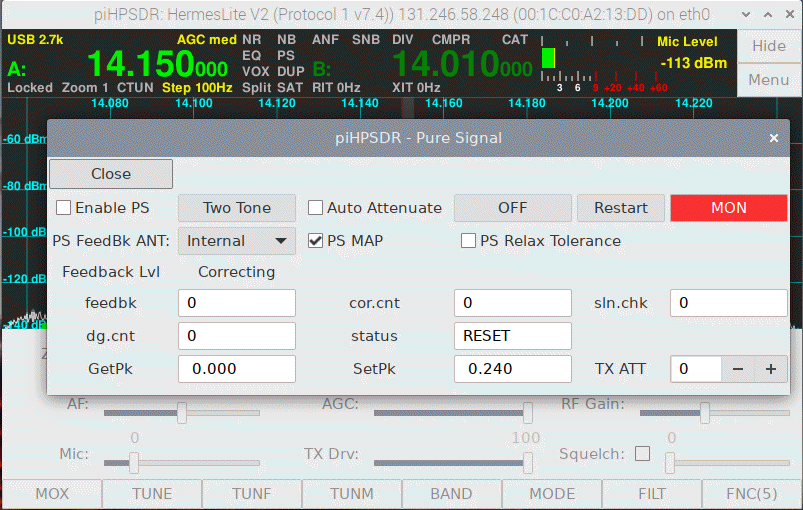 piHPSDR: HermesLite V2 (Protocol 1 v7.4)) 131.246.58.248 (00:1C:C0:A2:13:DD) on eth0
USB 2.7k AGC med NR NB ANF SNB DIV CMPR CAT Mic Level Hide
A: 14.150000 EQ PS B: 14.010000 -113 dBm
VOX DUP
Locked Zoom 1 CTUN Step 100Hz Split SAT RIT 0Hz XIT 0Hz 3 6 9 +20 +40 +60 Menu
14.080 14.100 14.120 14.140 14.180 14.200 14.220
-60 dBm
piHPSDR - Pure Signal
Close
-80 dBm
Enable PS Two Tone Auto Attenuate OFF Restart MON
-100 dBm
PS FeedBk ANT: Internal PS MAP PS Relax Tolerance
Feedback Lvl Correcting
-120 dBm
feedbk 0 cor.cnt 0 sln.chk 0
-140 dBm
dg.cnt 0 status RESET
GetPk 0.000 SetPk 0.240 TX ATT 0 − +
AF: AGC: RF Gain:
0 100 0
Mic: TX Drv: Squelch:
MOX TUNE TUNF TUNM BAND MODE FILT FNC(5)